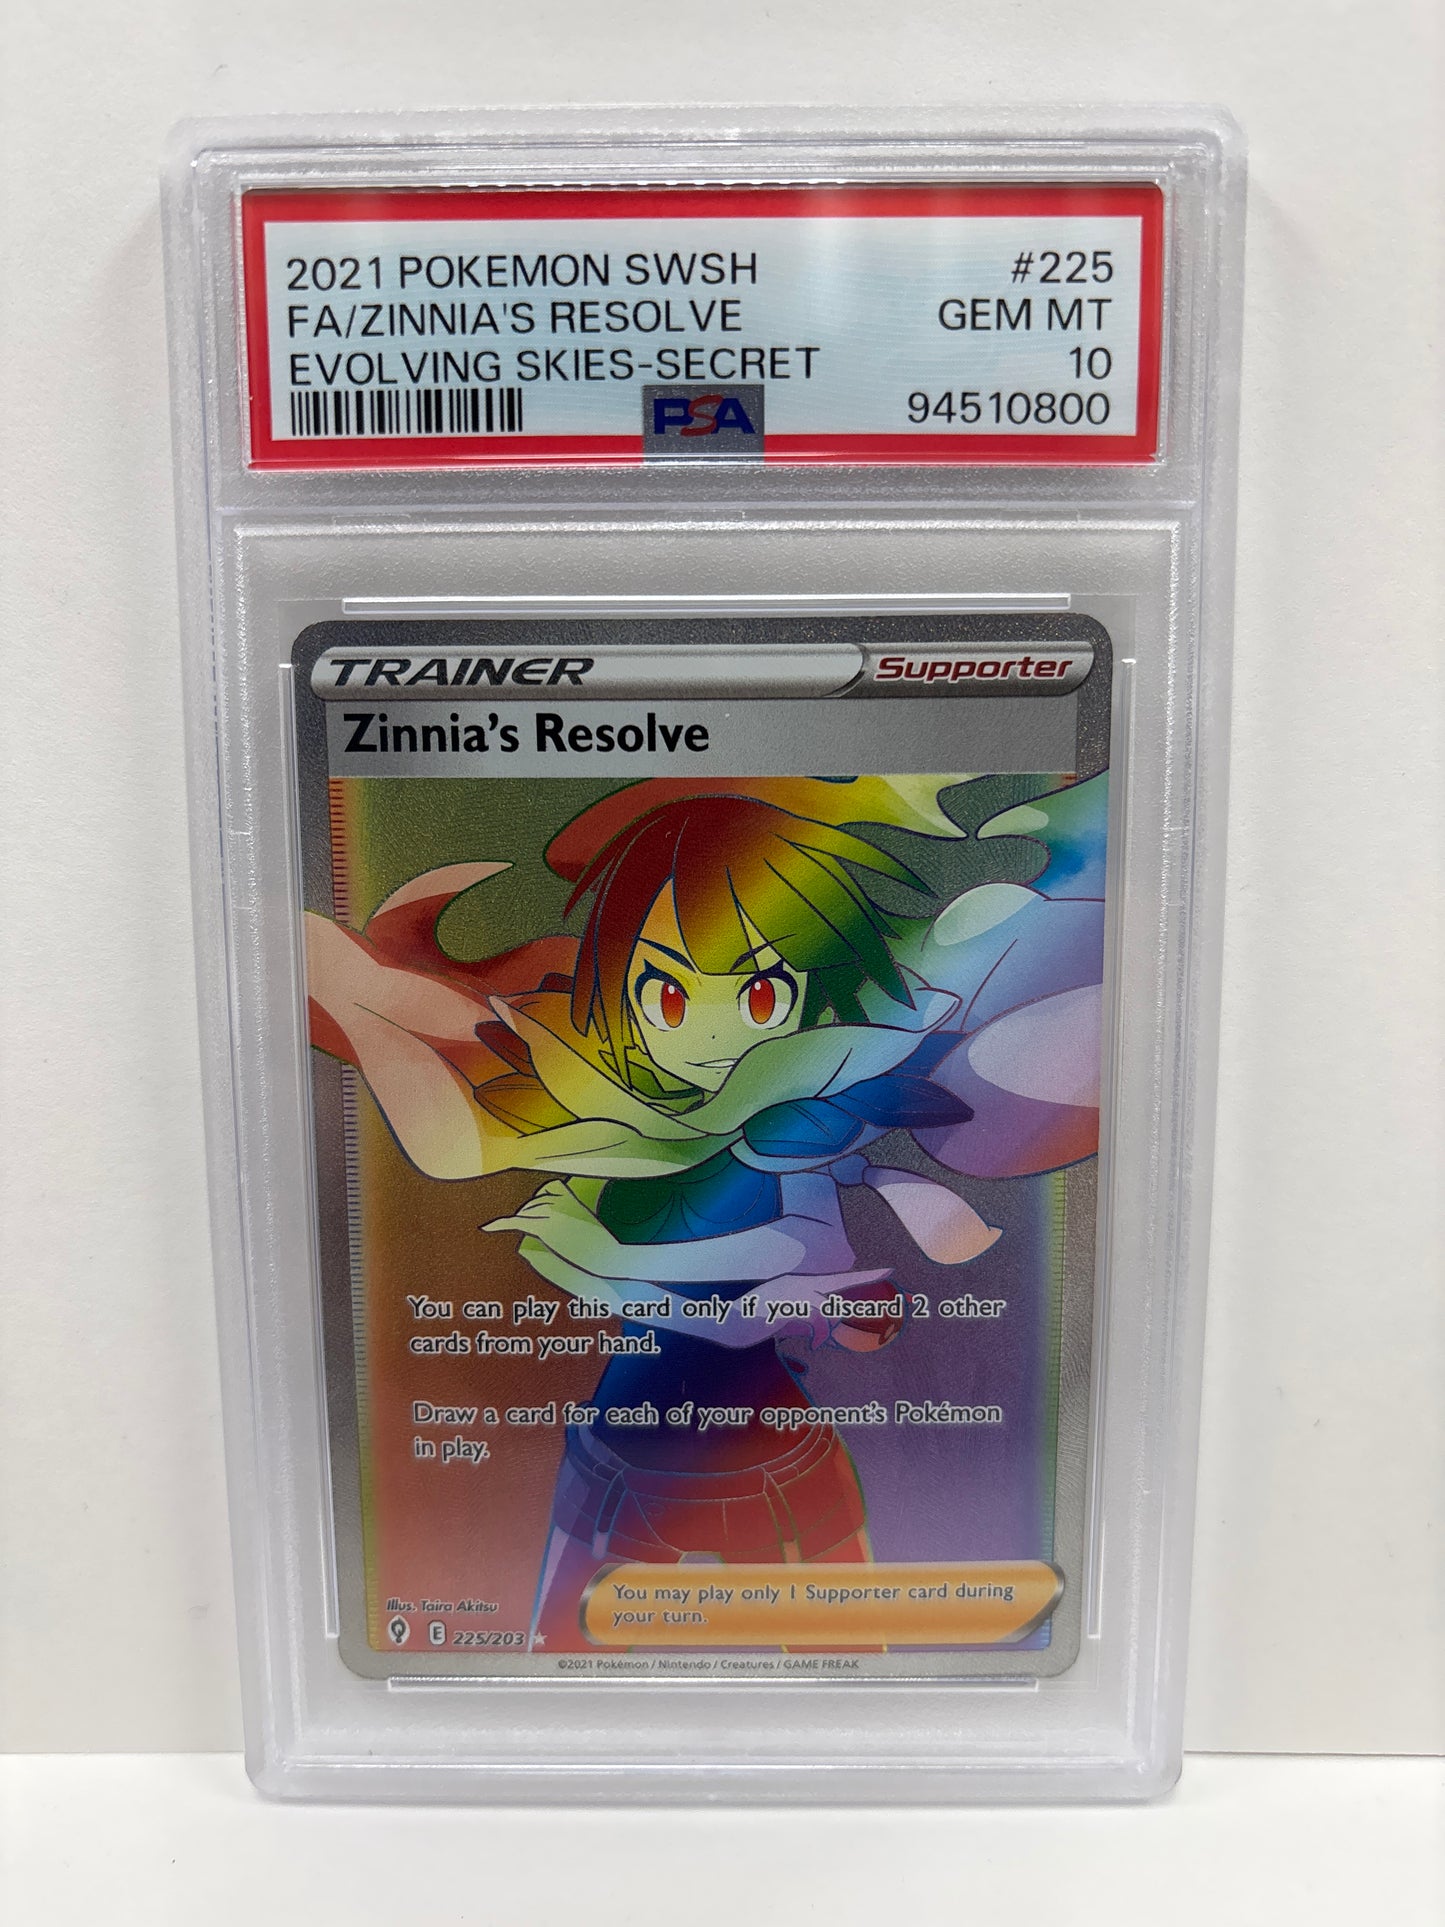 2021 POKEMON SWSH #225
FA/ZINNIA'S RESOLVE GEM MT
EVOLVING SKIES-SECRET 10
PSA 94510800
TRAINER Supporter
Zinnia's Resolve
You can play this card only if you discard 2 other
cards from your hand.
Draw a card for each of your opponent's Pokémon
in play.
You may play only 1 Supporter card during
your turn.
Illus. Taira Akitsu
E 225/203
©2021 Pokémon / Nintendo / Creatures / GAME FREAK